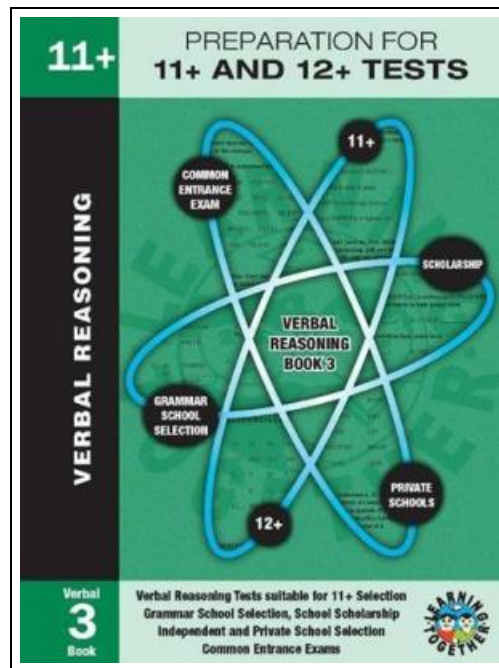 11+
PREPARATION FOR
11+ AND 12+ TESTS
VERBAL REASONING
11+
COMMON
ENTRANCE
EXAM
SCHOLARSHIP
VERBAL
REASONING
BOOK 3
GRAMMAR
SCHOOL
SELECTION
PRIVATE
SCHOOLS
12+
Verbal
3
Book
Verbal Reasoning Tests suitable for 11+ Selection
Grammar School Selection, School Scholarship
Independent and Private School Selection
Common Entrance Exams
LEARNING
TOGETHER